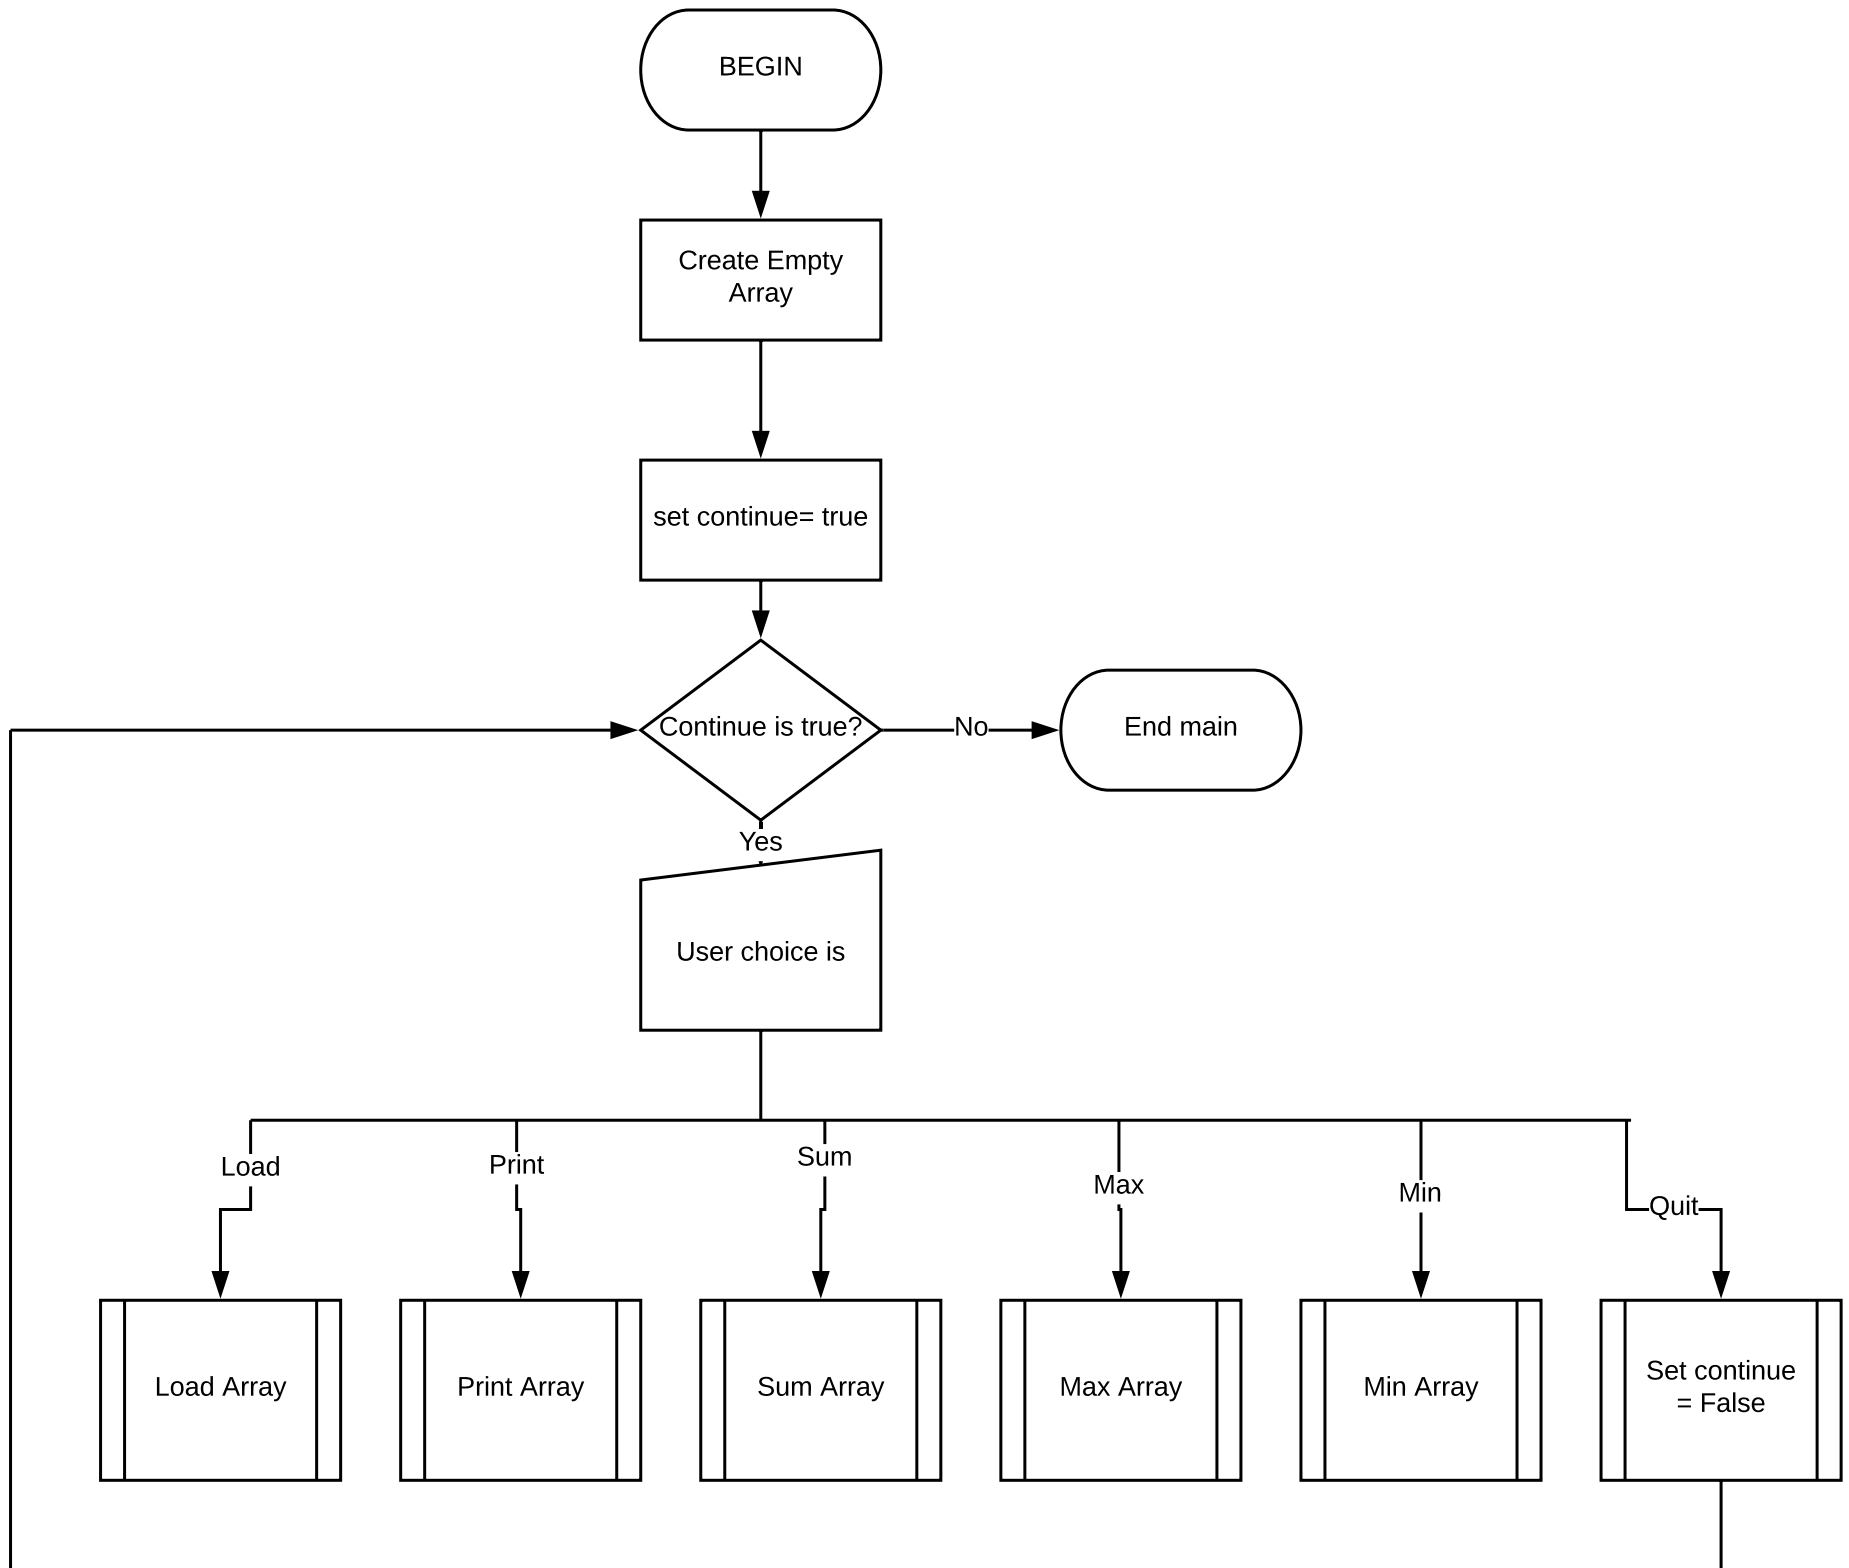 BEGIN
Create Empty
Array
set continue= true
Continue is true?
No
End main
Yes
User choice is
Load
Print
Sum
Max
Min
Quit
Load Array
Print Array
Sum Array
Max Array
Min Array
Set continue
= False